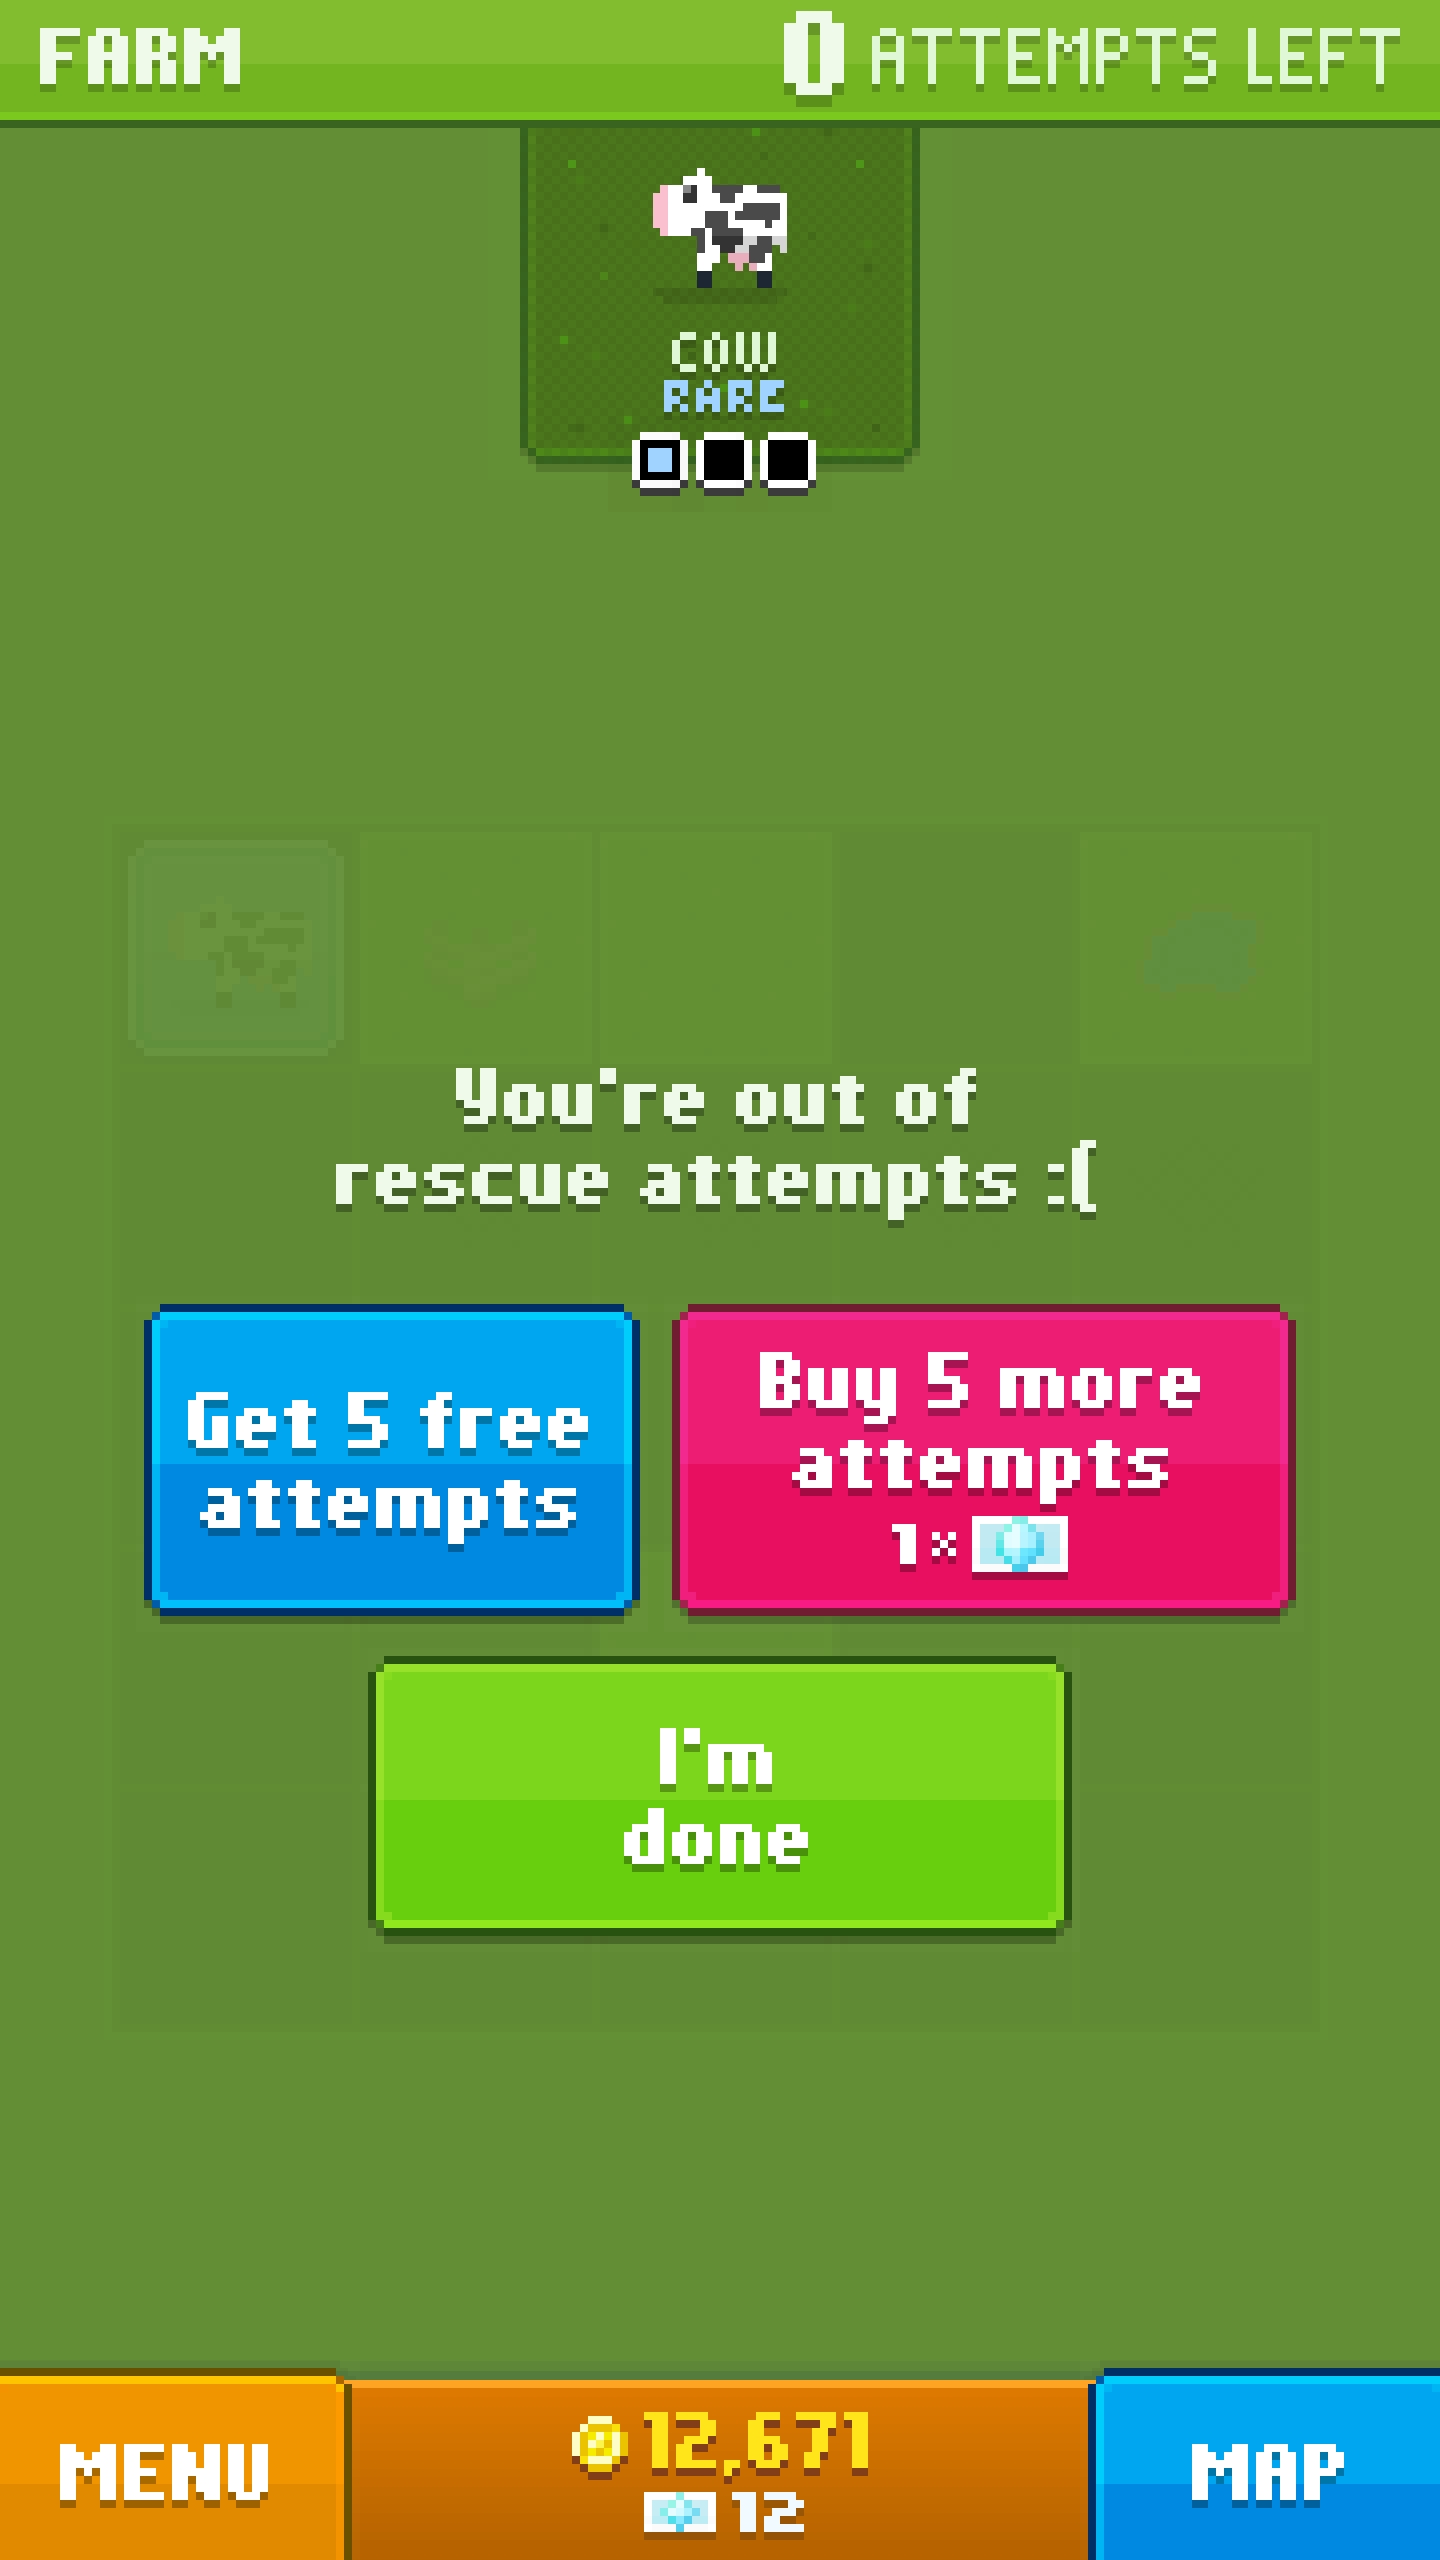 FARM
0 ATTEMPTS LEFT
COW
RARE
You're out of
rescue attempts :(
Get 5 free
attempts
Buy 5 more
attempts
1×
I'm
done
MENU
12,671
12
MAP